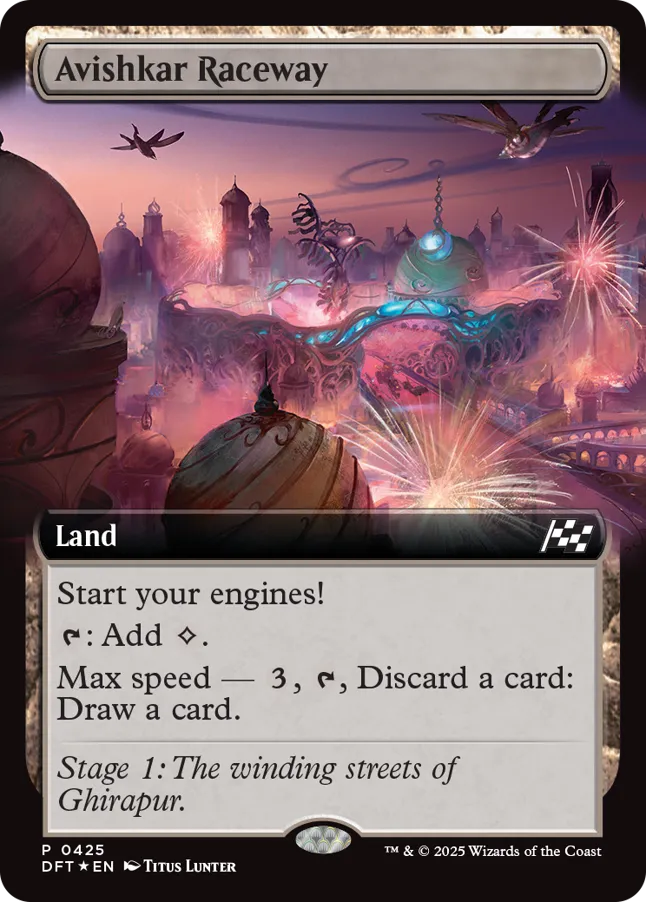 Avishkar Raceway
Land
Start your engines!
: Add .
Max speed — 3, , Discard a card:
Draw a card.
Stage 1: The winding streets of
Ghirapur.
P 0425
DFT ★ EN Titus Lunter
™ & © 2025 Wizards of the Coast